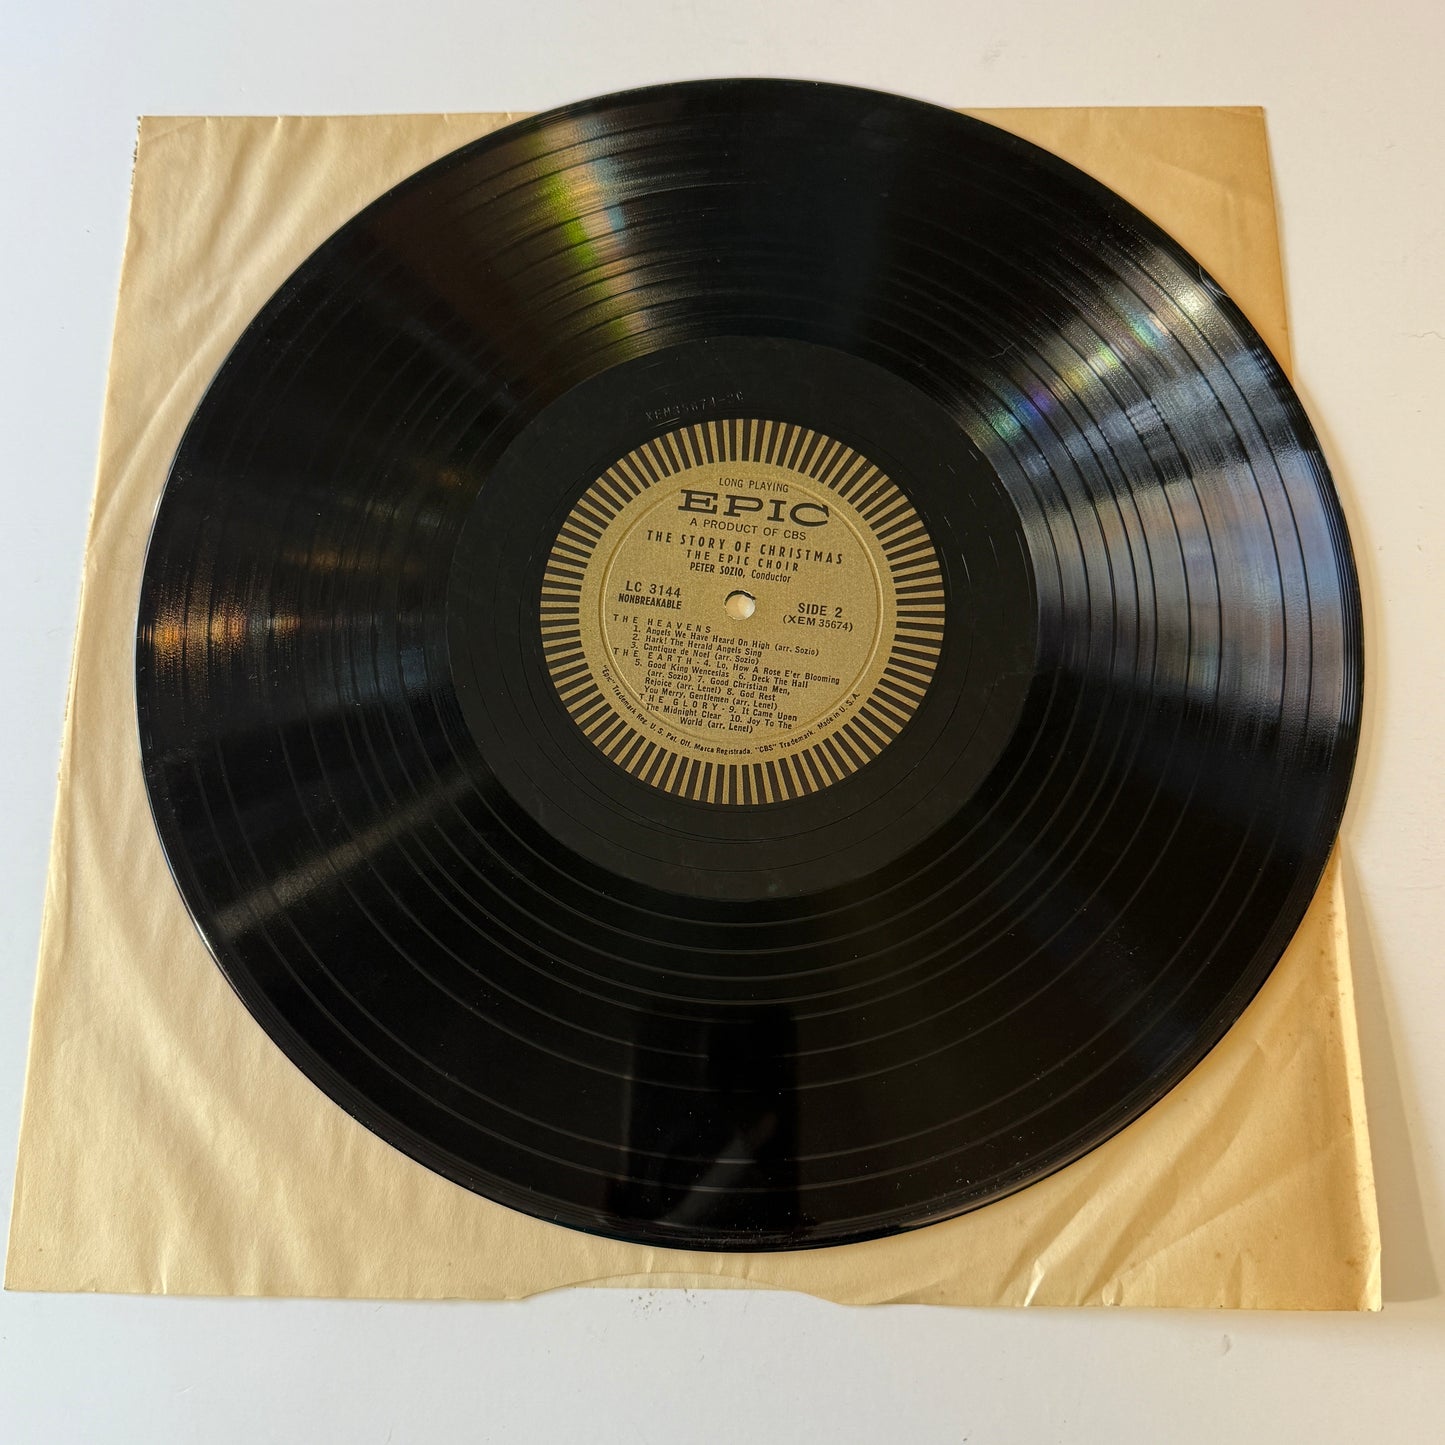 XEM35674-2C
LONG PLAYING
EPIC
A PRODUCT OF CBS
THE STORY OF CHRISTMAS
THE EPIC CHOIR
PETER SOZIO, Conductor
LC 3144
NONBREAKABLE
SIDE 2
(XEM 35674)
THE HEAVENS
1. Angels We Have Heard On High (arr. Sozio)
2. Hark! The Herald Angels Sing
3. Cantique de Noel (arr. Sozio)
THE EARTH - 4. Lo, How A Rose E'er Blooming
5. Good King Wenceslas 6. Deck The Hall
(arr. Sozio) 7. Good Christian Men,
Rejoice (arr. Lenel) 8. God Rest
You Merry, Gentlemen (arr. Lenel)
THE GLORY - 9. It Came Upon
The Midnight Clear 10. Joy To The
World (arr. Lenel)
"Epic" Trademark Reg. U. S. Pat. Off. Marca Registrada. "CBS" Trademark. Made in U. S. A.